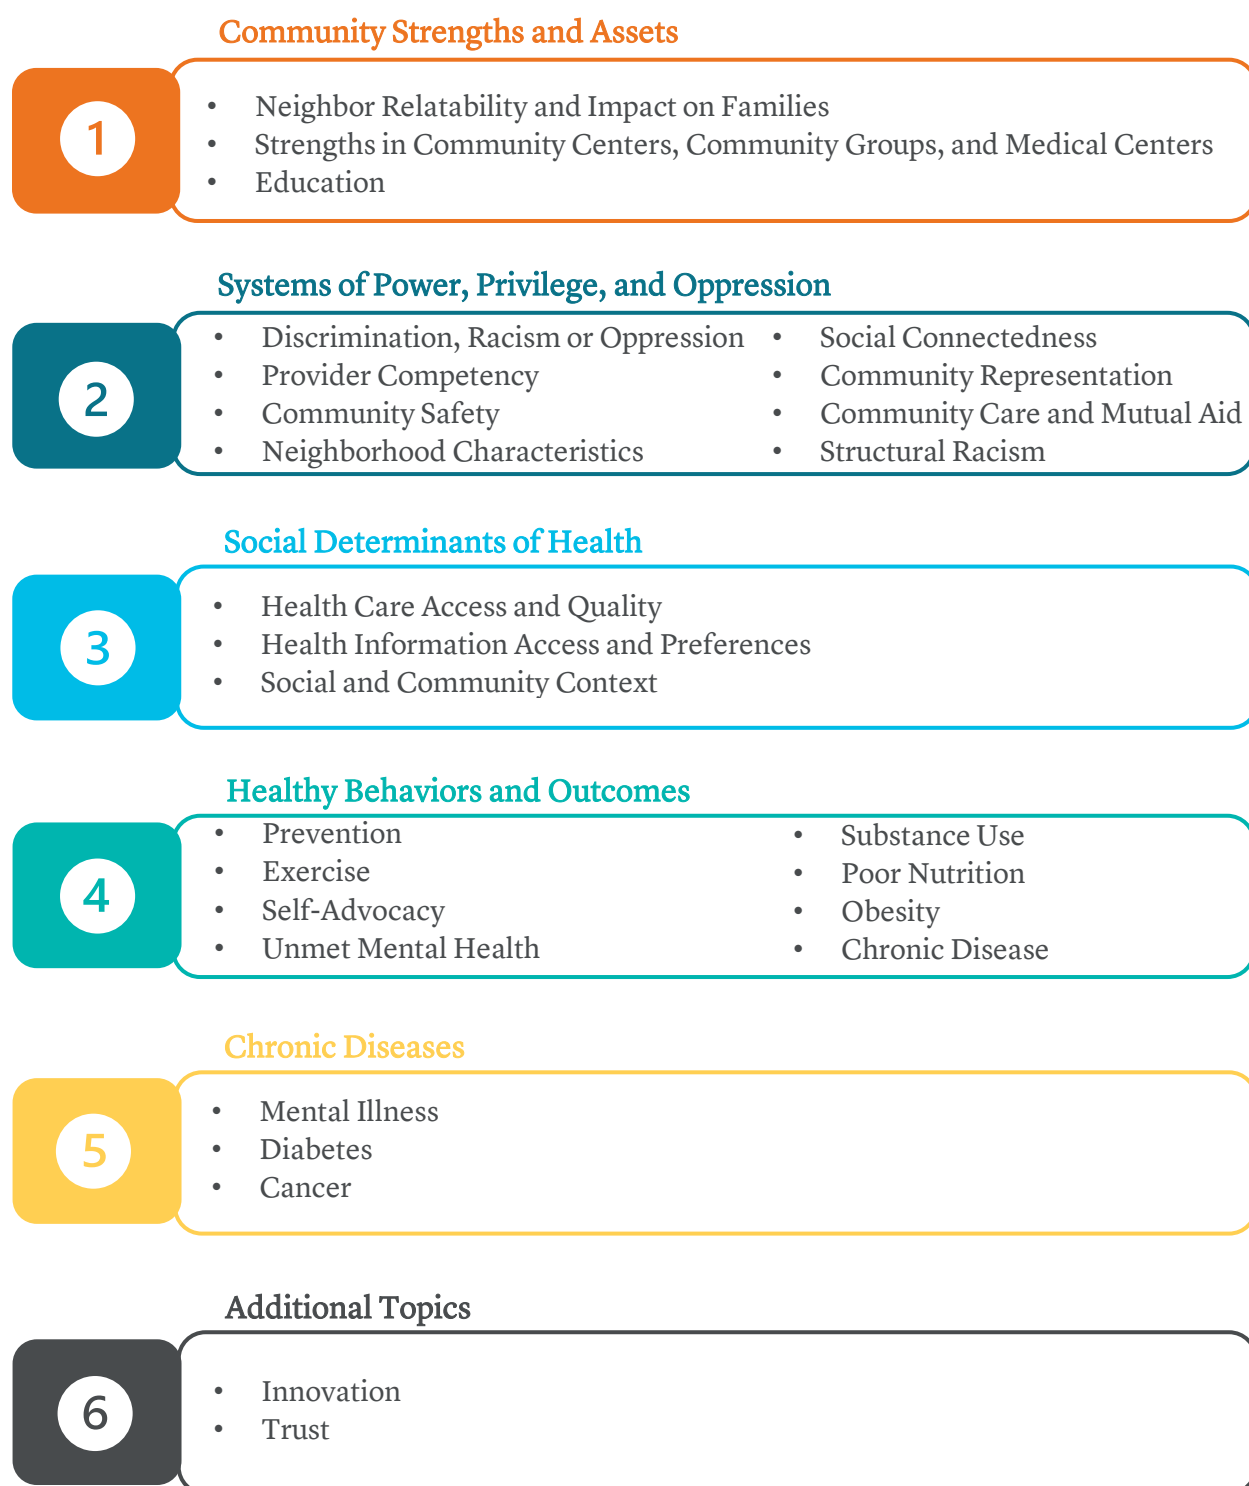 Community Strengths and Assets
1
• Neighbor Relatability and Impact on Families
• Strengths in Community Centers, Community Groups, and Medical Centers
• Education
Systems of Power, Privilege, and Oppression
2
• Discrimination, Racism or Oppression
• Provider Competency
• Community Safety
• Neighborhood Characteristics
• Social Connectedness
• Community Representation
• Community Care and Mutual Aid
• Structural Racism
Social Determinants of Health
3
• Health Care Access and Quality
• Health Information Access and Preferences
• Social and Community Context
Healthy Behaviors and Outcomes
4
• Prevention
• Exercise
• Self-Advocacy
• Unmet Mental Health
• Substance Use
• Poor Nutrition
• Obesity
• Chronic Disease
Chronic Diseases
5
• Mental Illness
• Diabetes
• Cancer
Additional Topics
6
• Innovation
• Trust